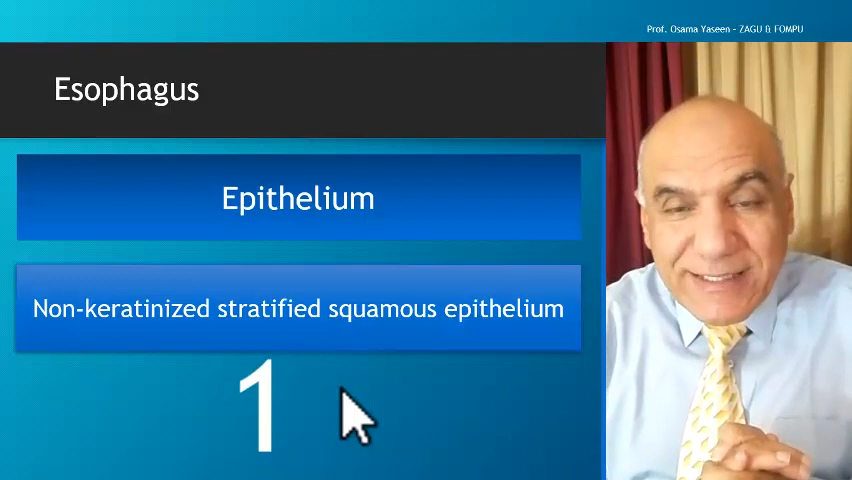 Prof. Osama Yaseen – ZAGU & FOMPU
Esophagus
Epithelium
Non-keratinized stratified squamous epithelium
1